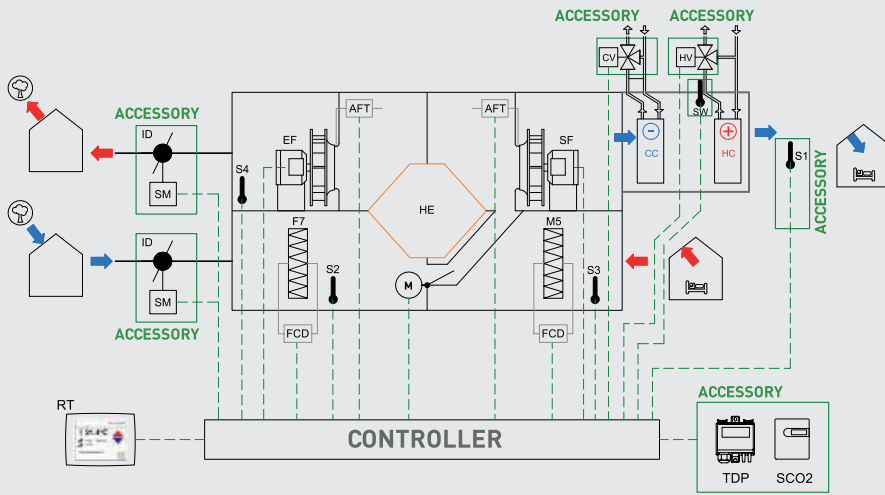 ACCESSORY
ACCESSORY
CV
HV
SW
CC
HC
ACCESSORY
ID
SM
AFT
AFT
EF
SF
S4
HE
S1
ACCESSORY
F7
M5
ID
SM
S2
M
S3
ACCESSORY
FCD
FCD
RT
CONTROLLER
ACCESSORY
TDP
SCO2